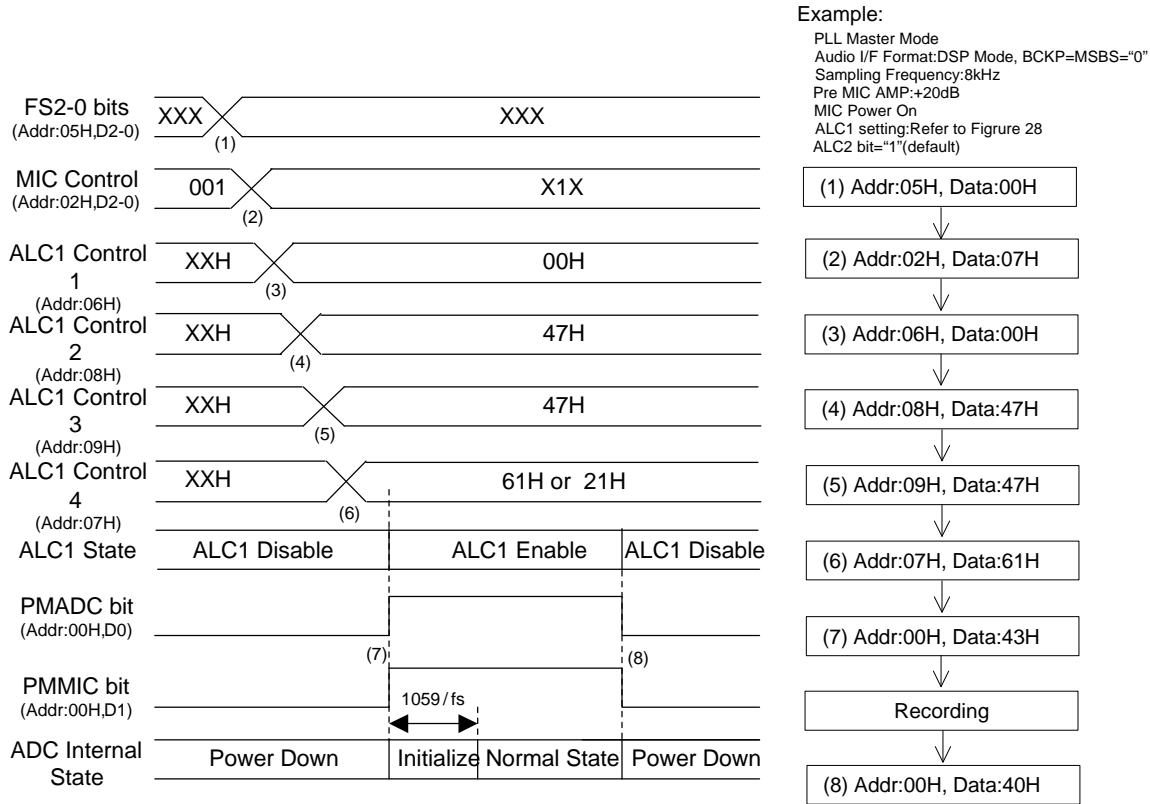 Example:
PLL Master Mode
Audio I/F Format:DSP Mode, BCKP=MSBS=“0”
Sampling Frequency:8kHz
Pre MIC AMP:+20dB
MIC Power On
ALC1 setting:Refer to Figrure 28
ALC2 bit=“1”(default)
FS2-0 bits
(Addr:05H,D2-0)
XXX
XXX
(1)
MIC Control
(Addr:02H,D2-0)
001
X1X
(2)
ALC1 Control
1
(Addr:06H)
XXH
00H
(3)
ALC1 Control
2
(Addr:08H)
XXH
47H
(4)
ALC1 Control
3
(Addr:09H)
XXH
47H
(5)
ALC1 Control
4
(Addr:07H)
XXH
61H or 21H
(6)
ALC1 State
ALC1 Disable
ALC1 Enable
ALC1 Disable
PMADC bit
(Addr:00H,D0)
(7)
(8)
PMMIC bit
(Addr:00H,D1)
1059/fs
ADC Internal
State
Power Down
Initialize
Normal State
Power Down
(1) Addr:05H, Data:00H
(2) Addr:02H, Data:07H
(3) Addr:06H, Data:00H
(4) Addr:08H, Data:47H
(5) Addr:09H, Data:47H
(6) Addr:07H, Data:61H
(7) Addr:00H, Data:43H
Recording
(8) Addr:00H, Data:40H